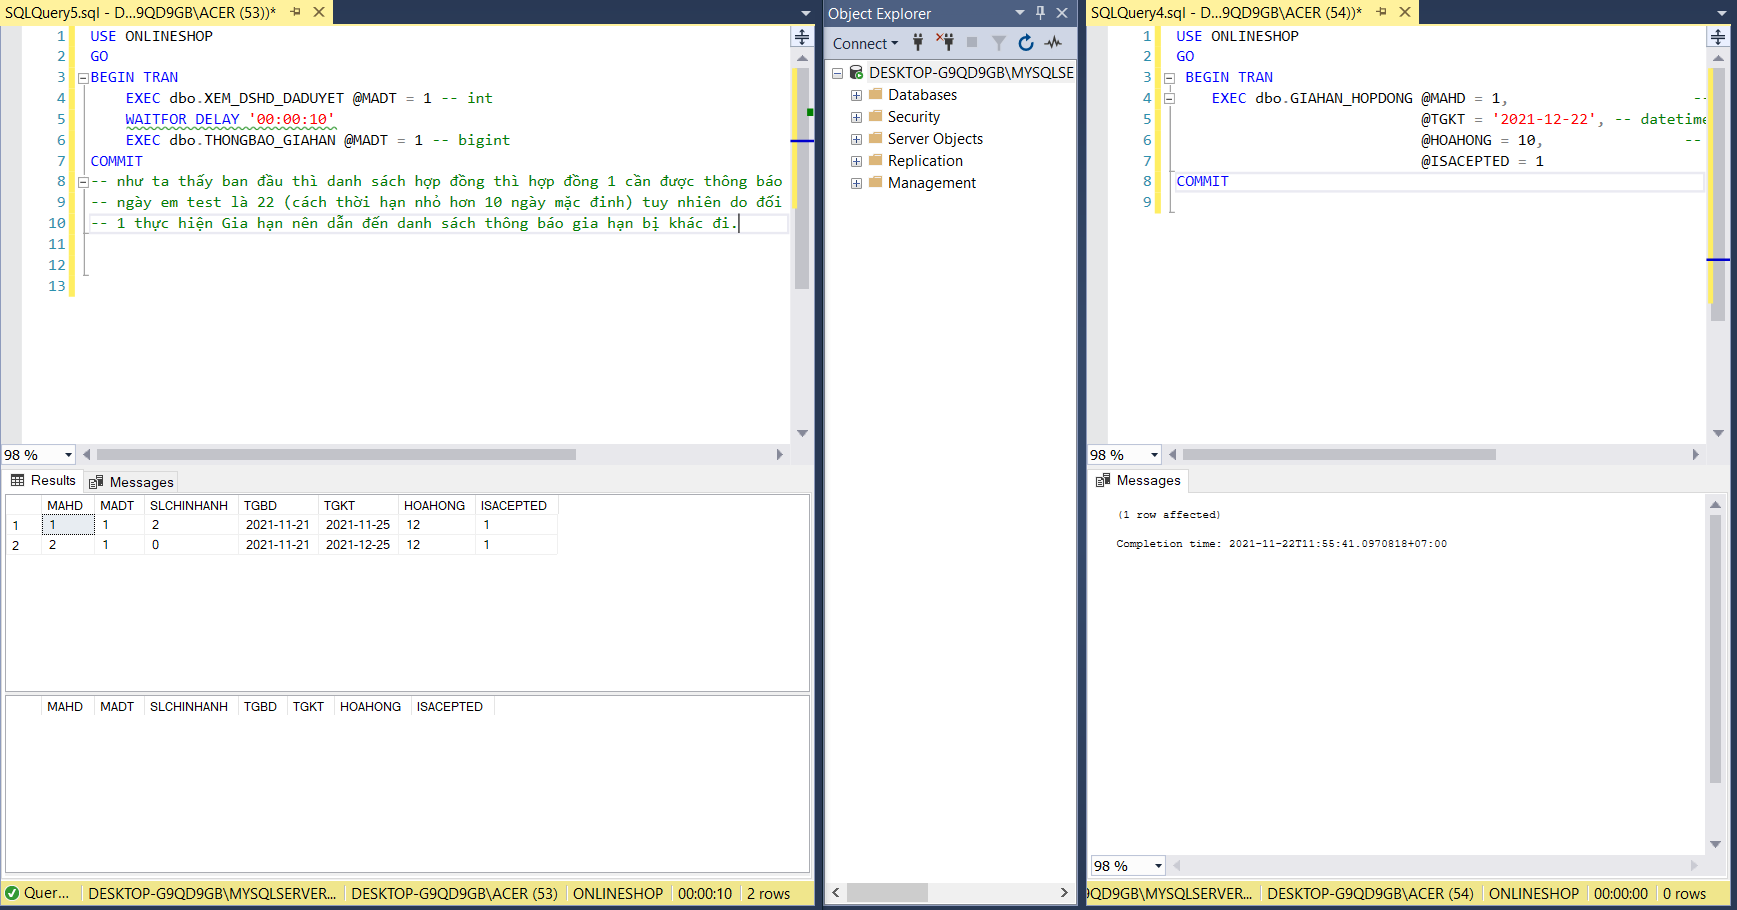 SQLQuery5.sql - D...9QD9GB\ACER (53))*
1 USE ONLINESHOP
2 GO
3 BEGIN TRAN
4 EXEC dbo.XEM_DSHD_DADUYET @MADT = 1 -- int
5 WAITFOR DELAY '00:00:10'
6 EXEC dbo.THONGBAO_GIAHAN @MADT = 1 -- bigint
7 COMMIT
8 -- như ta thấy ban đầu thì danh sách hợp đồng thì hợp đồng 1 cần được thông báo
9 -- ngày em test là 22 (cách thời hạn nhỏ hơn 10 ngày mặc đinh) tuy nhiên do đối
10 -- 1 thực hiện Gia hạn nên dẫn đến danh sách thông báo gia hạn bị khác đi.
11
12
13
98 %
Results Messages
MAHD MADT SLCHINHANH TGBD TGKT HOAHONG ISACEPTED
1 1 1 2 2021-11-21 2021-11-25 12 1
2 2 1 0 2021-11-21 2021-12-25 12 1
MAHD MADT SLCHINHANH TGBD TGKT HOAHONG ISACEPTED
Quer... DESKTOP-G9QD9GB\MYSQLSERVER... DESKTOP-G9QD9GB\ACER (53) ONLINESHOP 00:00:10 2 rows
Object Explorer
Connect
DESKTOP-G9QD9GB\MYSQLSE
Databases
Security
Server Objects
Replication
Management
SQLQuery4.sql - D...9QD9GB\ACER (54))*
1 USE ONLINESHOP
2 GO
3 BEGIN TRAN
4 EXEC dbo.GIAHAN_HOPDONG @MAHD = 1, --
5 @TGKT = '2021-12-22', -- datetime
6 @HOAHONG = 10, --
7 @ISACEPTED = 1
8 COMMIT
9
98 %
Messages
(1 row affected)
Completion time: 2021-11-22T11:55:41.0970818+07:00
98 %
9QD9GB\MYSQLSERVER... DESKTOP-G9QD9GB\ACER (54) ONLINESHOP 00:00:00 0 rows